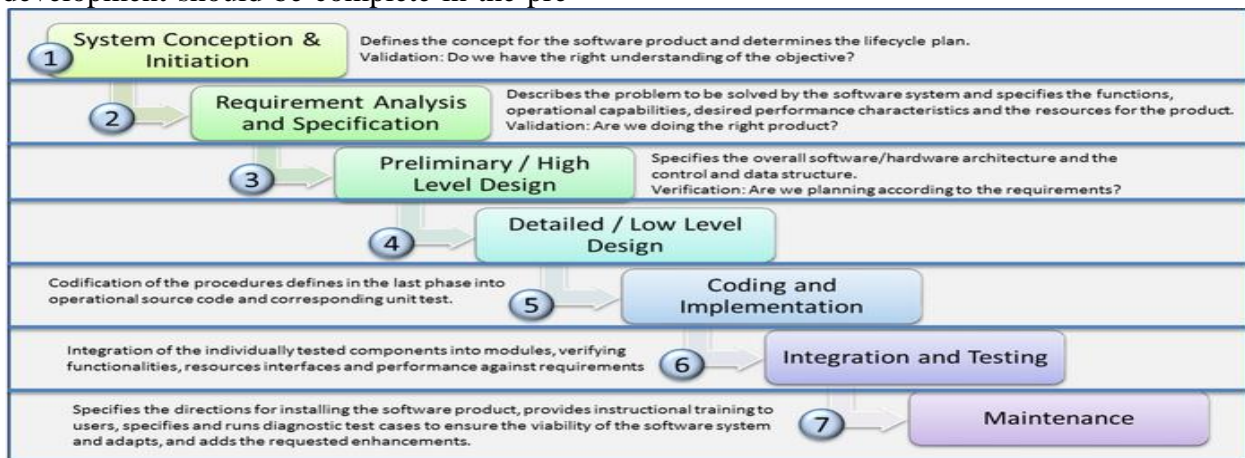 development should be complete in the pre-
1
System Conception &
Initiation
Defines the concept for the software product and determines the lifecycle plan.
Validation: Do we have the right understanding of the objective?
2
Requirement Analysis
and Specification
Describes the problem to be solved by the software system and specifies the functions,
operational capabilities, desired performance characteristics and the resources for the product.
Validation: Are we doing the right product?
3
Preliminary / High
Level Design
Specifies the overall software/hardware architecture and the
control and data structure.
Verification: Are we planning according to the requirements?
4
Detailed / Low Level
Design
Codification of the procedures defines in the last phase into
operational source code and corresponding unit test.
5
Coding and
Implementation
Integration of the individually tested components into modules, verifying
functionalities, resources interfaces and performance against requirements
6
Integration and Testing
Specifies the directions for installing the software product, provides instructional training to
users, specifies and runs diagnostic test cases to ensure the viability of the software system
and adapts, and adds the requested enhancements.
7
Maintenance